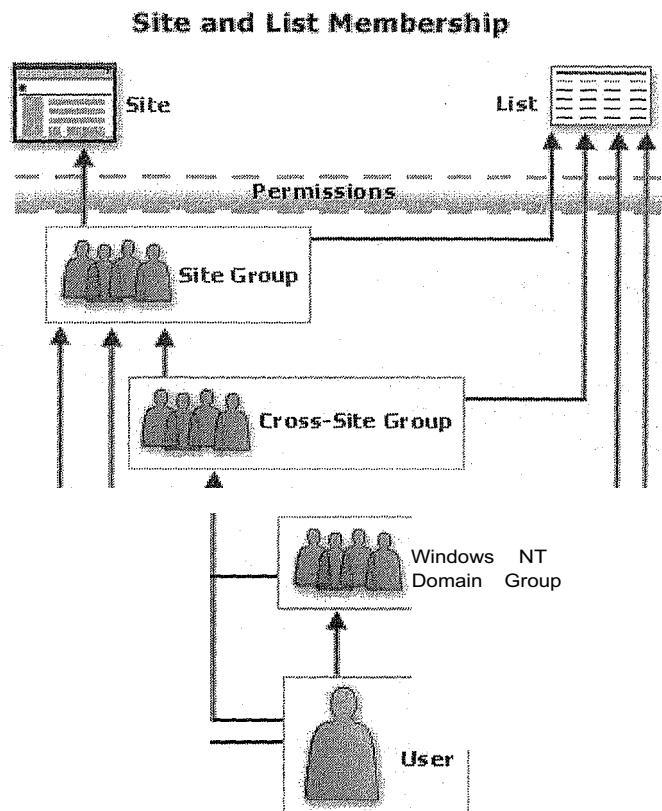 Site and List Membership
Site
List
Permissions
Site Group
Cross-Site Group
Windows NT
Domain Group
User